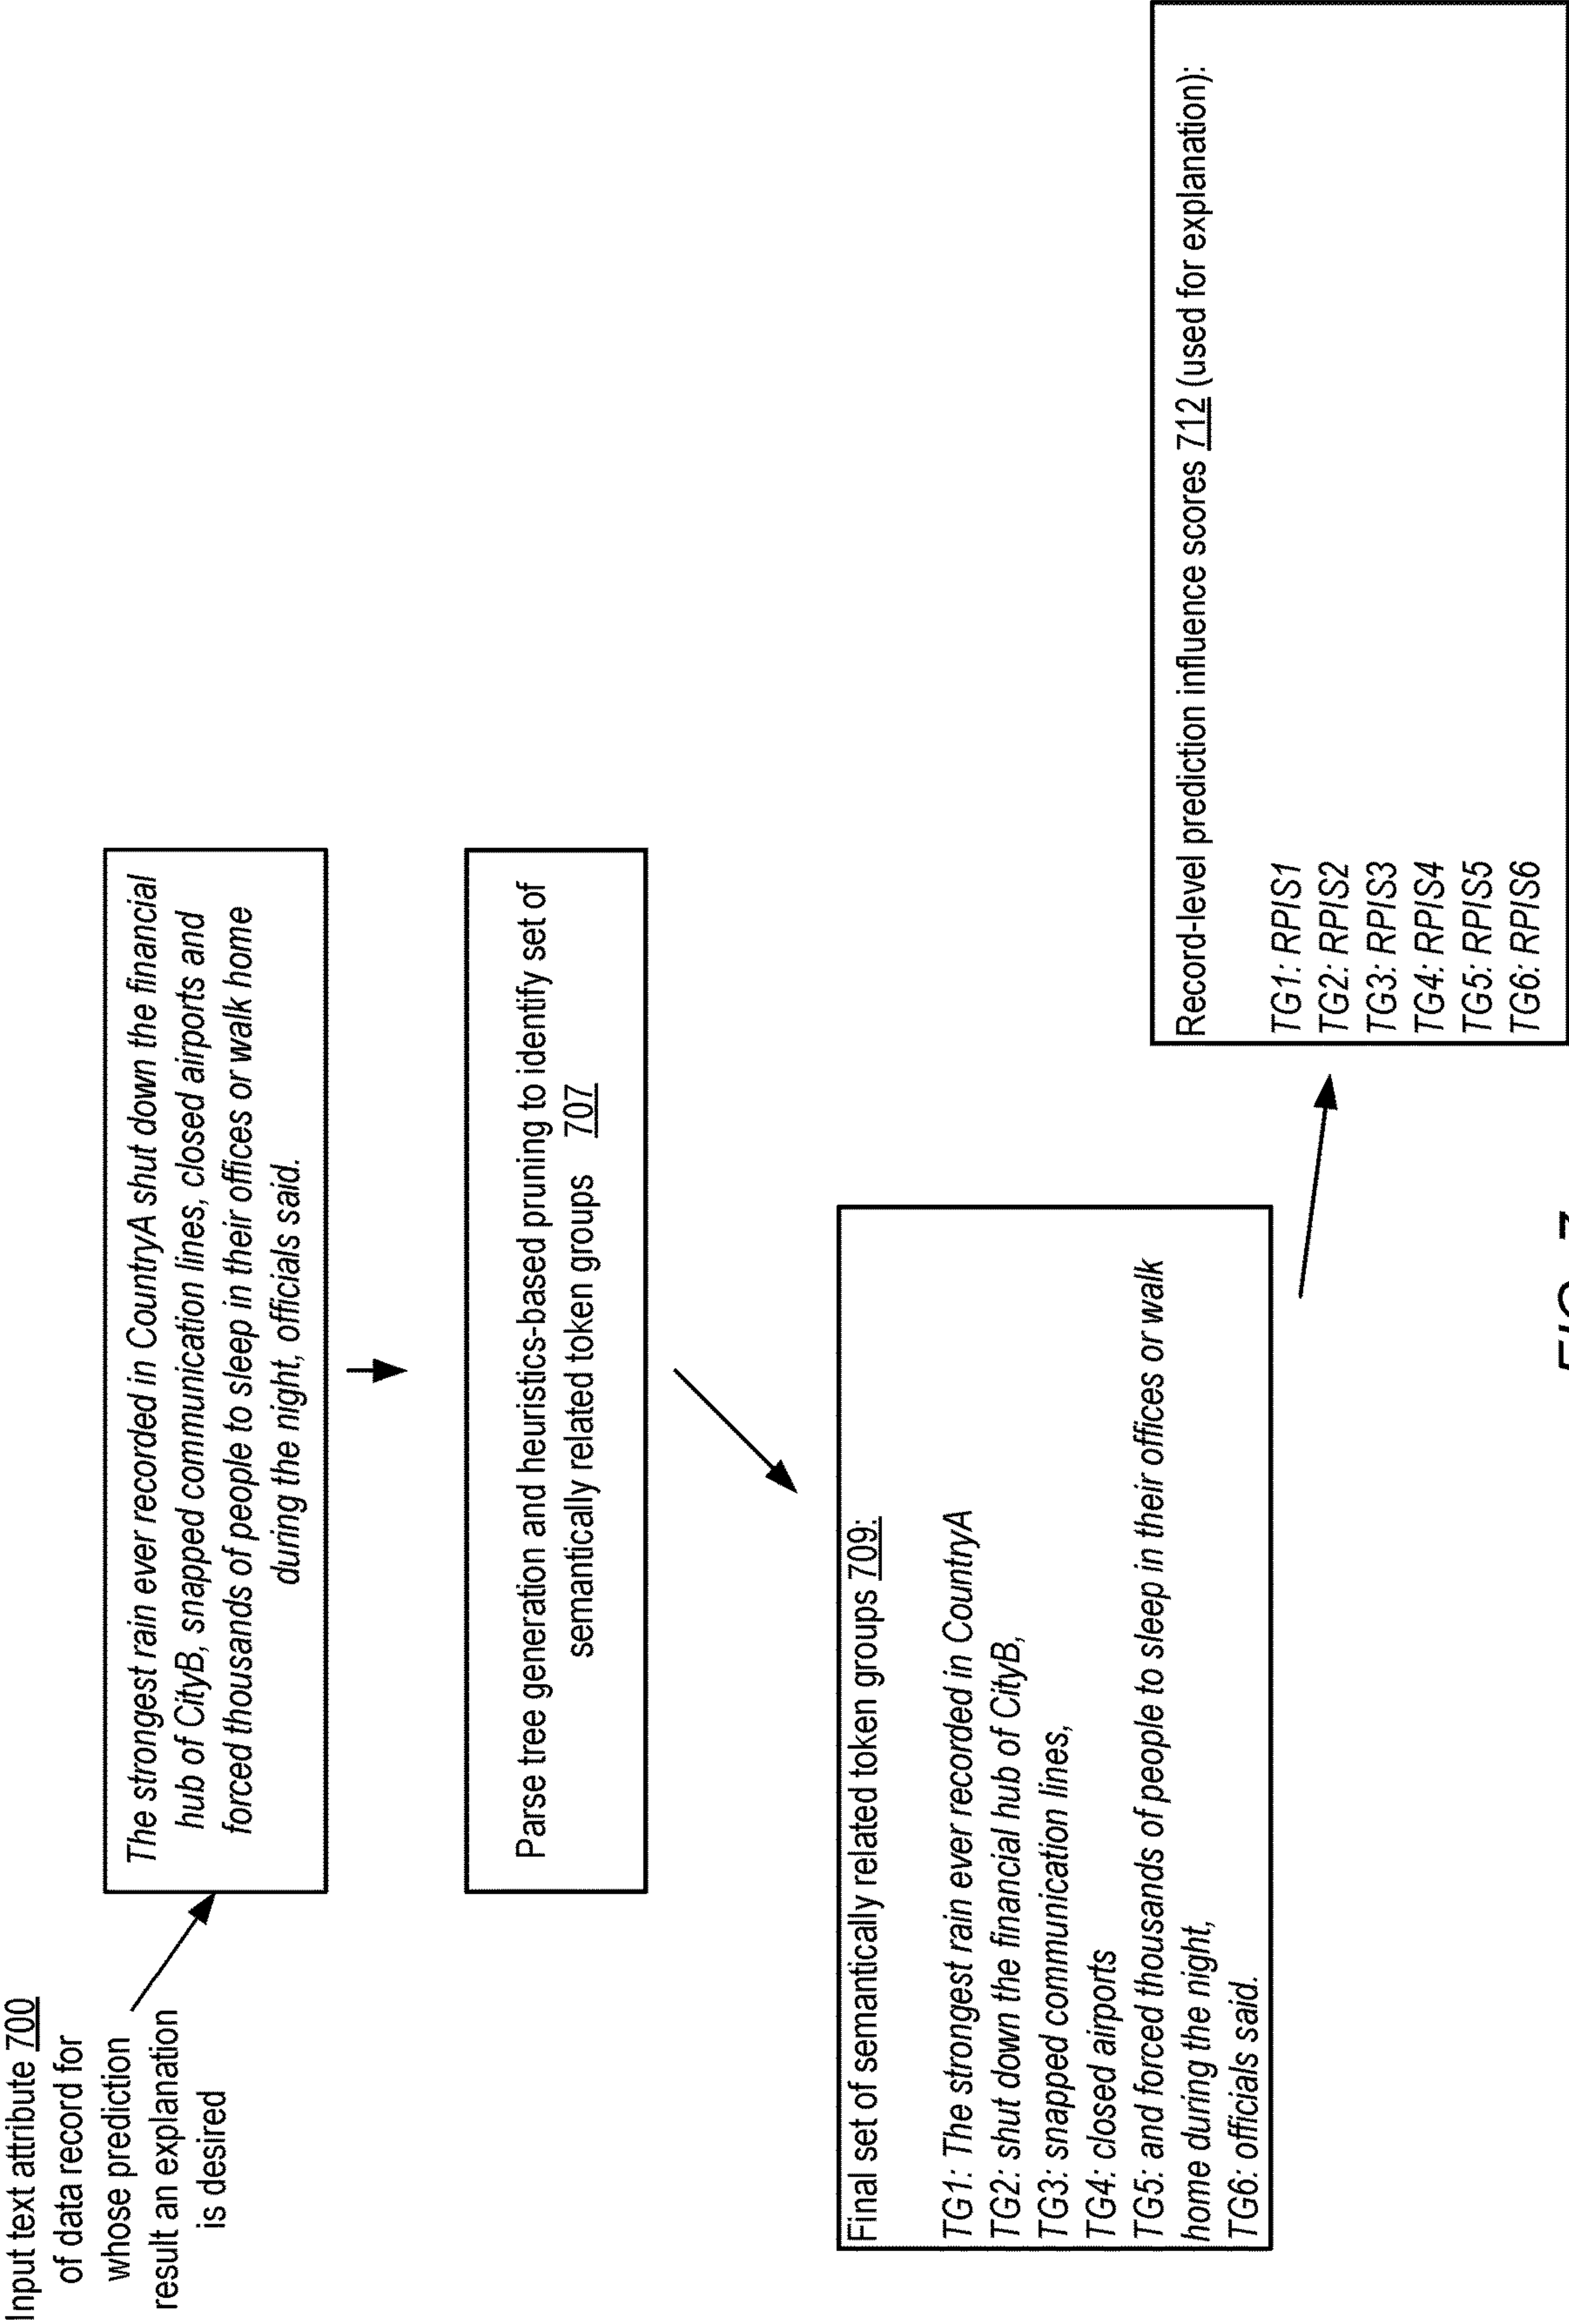 Input text attribute 700
of data record for
whose prediction
result an explanation
is desired
The strongest rain ever recorded in CountryA shut down the financial
hub of CityB, snapped communication lines, closed airports and
forced thousands of people to sleep in their offices or walk home
during the night, officials said.
Parse tree generation and heuristics-based pruning to identify set of
semantically related token groups 707
Final set of semantically related token groups 709:
TG1: The strongest rain ever recorded in CountryA
TG2: shut down the financial hub of CityB,
TG3: snapped communication lines,
TG4: closed airports
TG5: and forced thousands of people to sleep in their offices or walk
home during the night,
TG6: officials said.
Record-level prediction influence scores 712 (used for explanation):
TG1: RPIS1
TG2: RPIS2
TG3: RPIS3
TG4: RPIS4
TG5: RPIS5
TG6: RPIS6